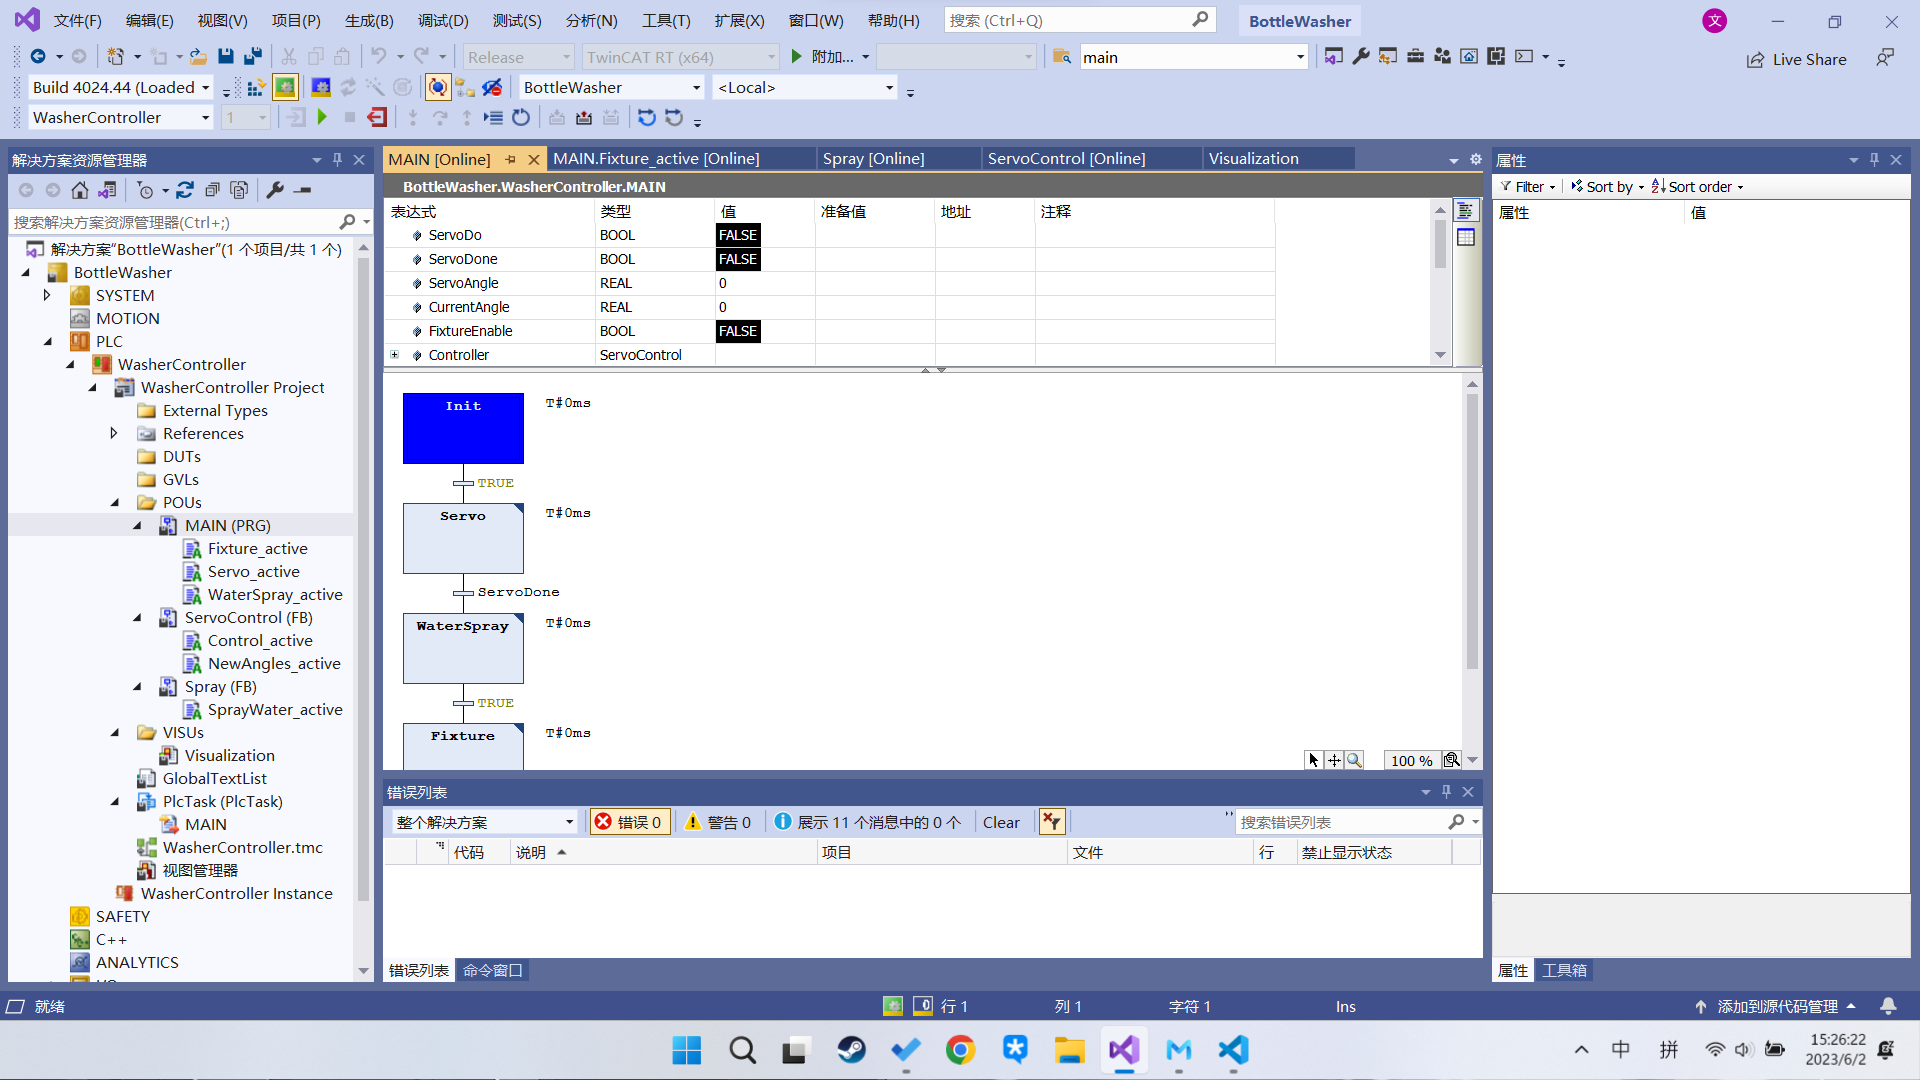 文件(F)
编辑(E)
视图(V)
项目(P)
生成(B)
调试(D)
测试(S)
分析(N)
工具(T)
扩展(X)
窗口(W)
帮助(H)
搜索 (Ctrl+Q)
BottleWasher
文
Release
TwinCAT RT (x64)
附加...
main
Live Share
Build 4024.44 (Loaded
BottleWasher
<Local>
WasherController
1
解决方案资源管理器
搜索解决方案资源管理器(Ctrl+;)
解决方案"BottleWasher"(1 个项目/共 1 个)
BottleWasher
SYSTEM
MOTION
PLC
WasherController
WasherController Project
External Types
References
DUTs
GVLs
POUs
MAIN (PRG)
Fixture_active
Servo_active
WaterSpray_active
ServoControl (FB)
Control_active
NewAngles_active
Spray (FB)
SprayWater_active
VISUs
Visualization
GlobalTextList
PlcTask (PlcTask)
MAIN
WasherController.tmc
视图管理器
WasherController Instance
SAFETY
C++
ANALYTICS
MAIN [Online]
MAIN.Fixture_active [Online]
Spray [Online]
ServoControl [Online]
Visualization
BottleWasher.WasherController.MAIN
表达式 类型 值 准备值 地址 注释
ServoDo BOOL FALSE
ServoDone BOOL FALSE
ServoAngle REAL 0
CurrentAngle REAL 0
FixtureEnable BOOL FALSE
Controller ServoControl
Init T#0ms
TRUE
Servo T#0ms
ServoDone
WaterSpray T#0ms
TRUE
Fixture T#0ms
100 %
错误列表
整个解决方案
错误 0
警告 0
展示 11 个消息中的 0 个
Clear
搜索错误列表
代码 说明 项目 文件 行 禁止显示状态
错误列表 命令窗口
属性
Filter
Sort by
Sort order
属性 值
属性 工具箱
就绪
行 1
列 1
字符 1
Ins
添加到源代码管理
中
拼
15:26:22
2023/6/2